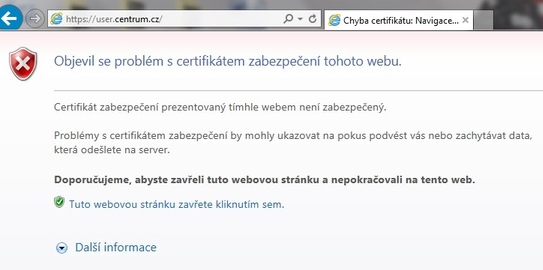 https://user.centrum.cz/
Chyba certifikátu: Navigace...
Objevil se problém s certifikátem zabezpečení tohoto webu.
Certifikát zabezpečení prezentovaný tímhle webem není zabezpečený.
Problémy s certifikátem zabezpečení by mohly ukazovat na pokus podvést vás nebo zachytávat data,
která odešlete na server.
Doporučujeme, abyste zavřeli tuto webovou stránku a nepokračovali na tento web.
Tuto webovou stránku zavřete kliknutím sem.
Další informace